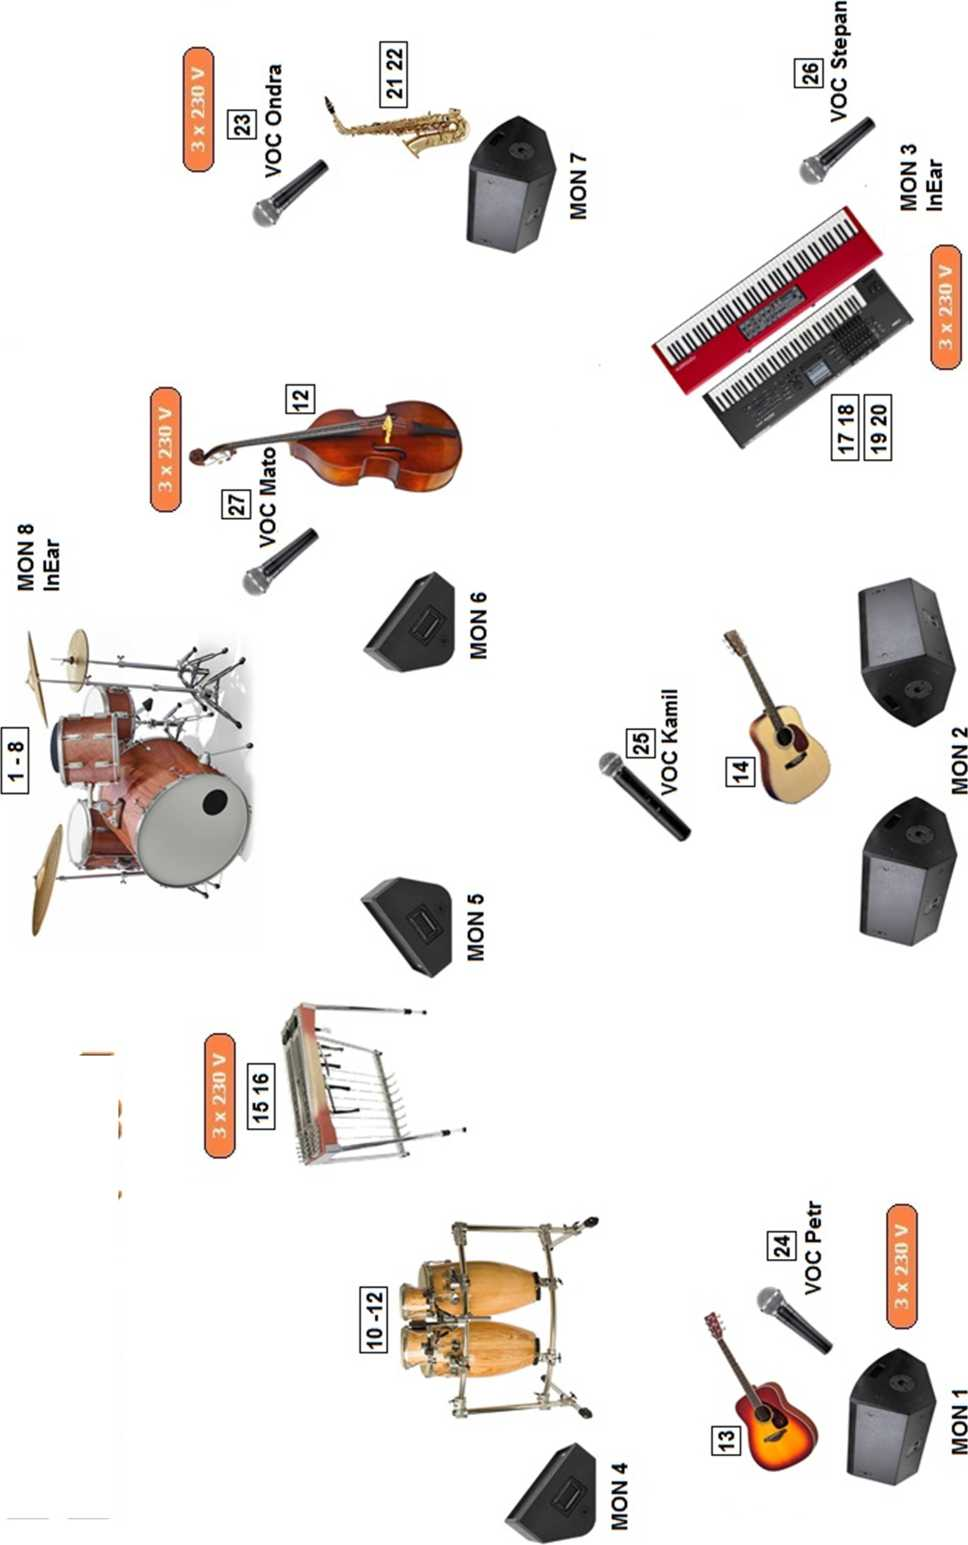 1 - 8
MON 8
InEar
3 x 230 V
3 x 230 V
3 x 230 V
15 16
27
VOC Mato
12
23
VOC Ondra
21 22
10 -12
MON 5
MON 6
MON 7
MON 4
25
VOC Kamil
13
14
24
VOC Petr
26
VOC Stepan
17 18
19 20
MON 3
InEar
3 x 230 V
3 x 230 V
MON 1
MON 2